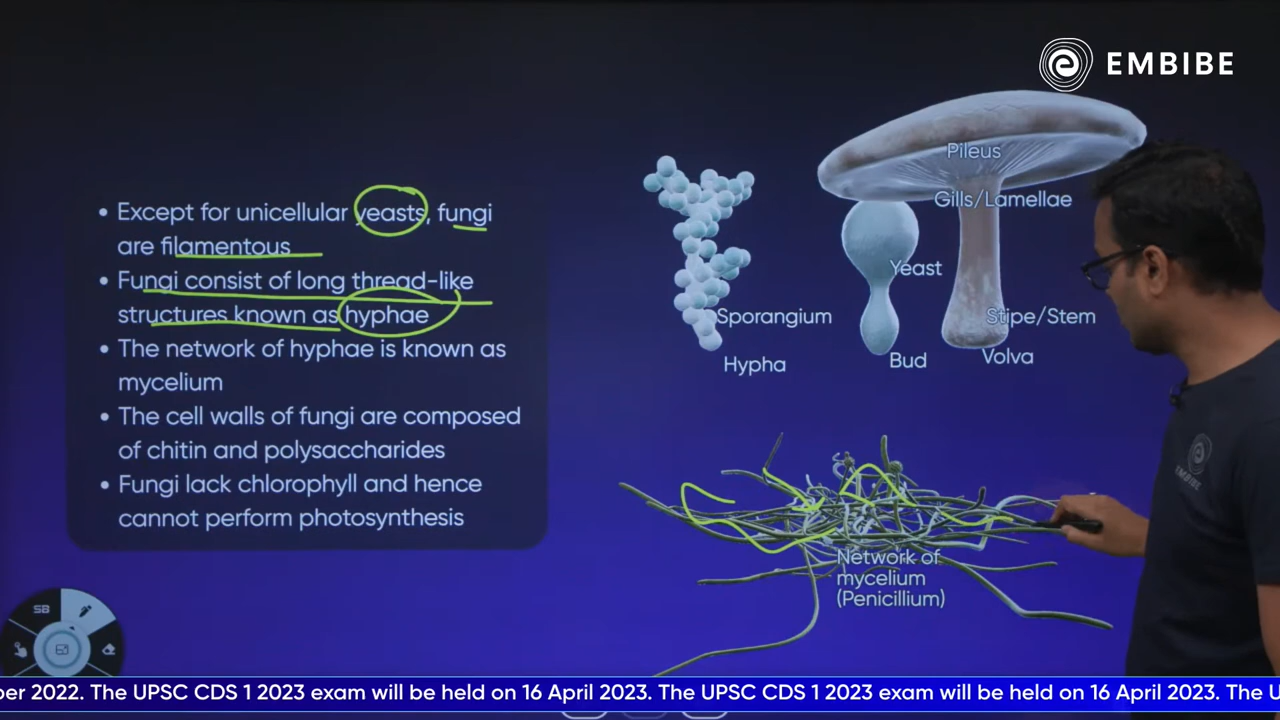 EMBIBE
• Except for unicellular yeasts, fungi
are filamentous
• Fungi consist of long thread-like
structures known as hyphae
• The network of hyphae is known as
mycelium
• The cell walls of fungi are composed
of chitin and polysaccharides
• Fungi lack chlorophyll and hence
cannot perform photosynthesis
Pileus
Gills/Lamellae
Yeast
Sporangium
Stipe/Stem
Hypha
Bud
Volva
Network of
mycelium
(Penicillium)
EMBIBE
SB
ber 2022. The UPSC CDS 1 2023 exam will be held on 16 April 2023. The UPSC CDS 1 2023 exam will be held on 16 April 2023. The U